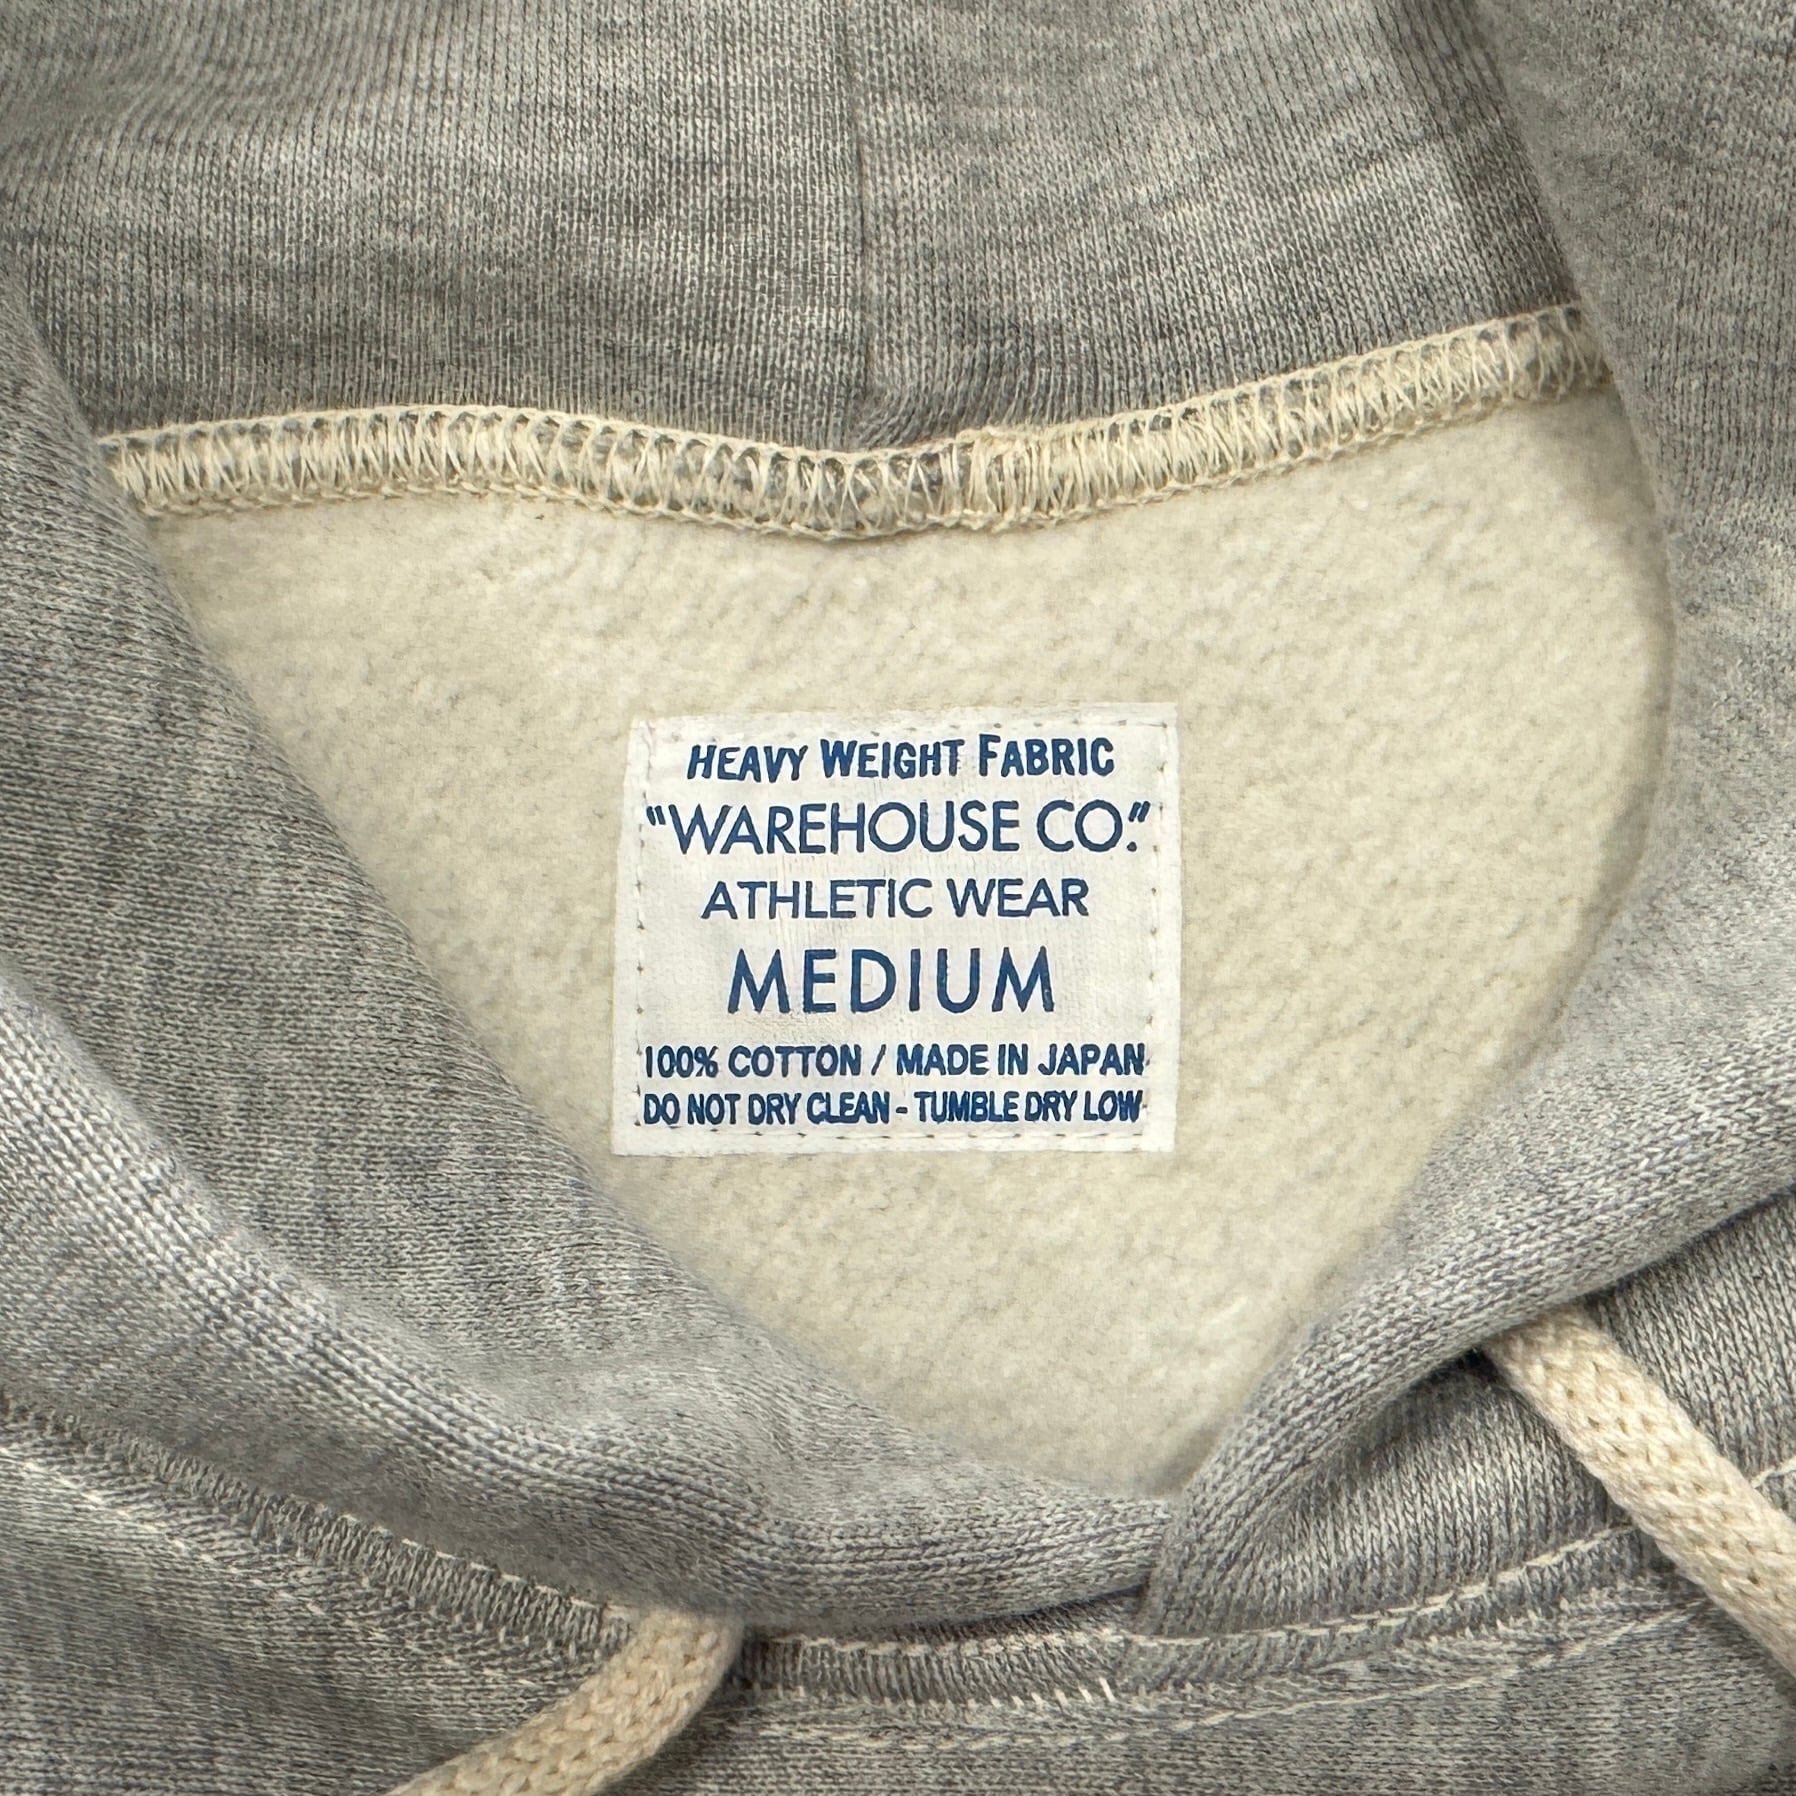 HEAVY WEIGHT FABRIC
"WAREHOUSE CO."
ATHLETIC WEAR
MEDIUM
100% COTTON / MADE IN JAPAN
DO NOT DRY CLEAN - TUMBLE DRY LOW